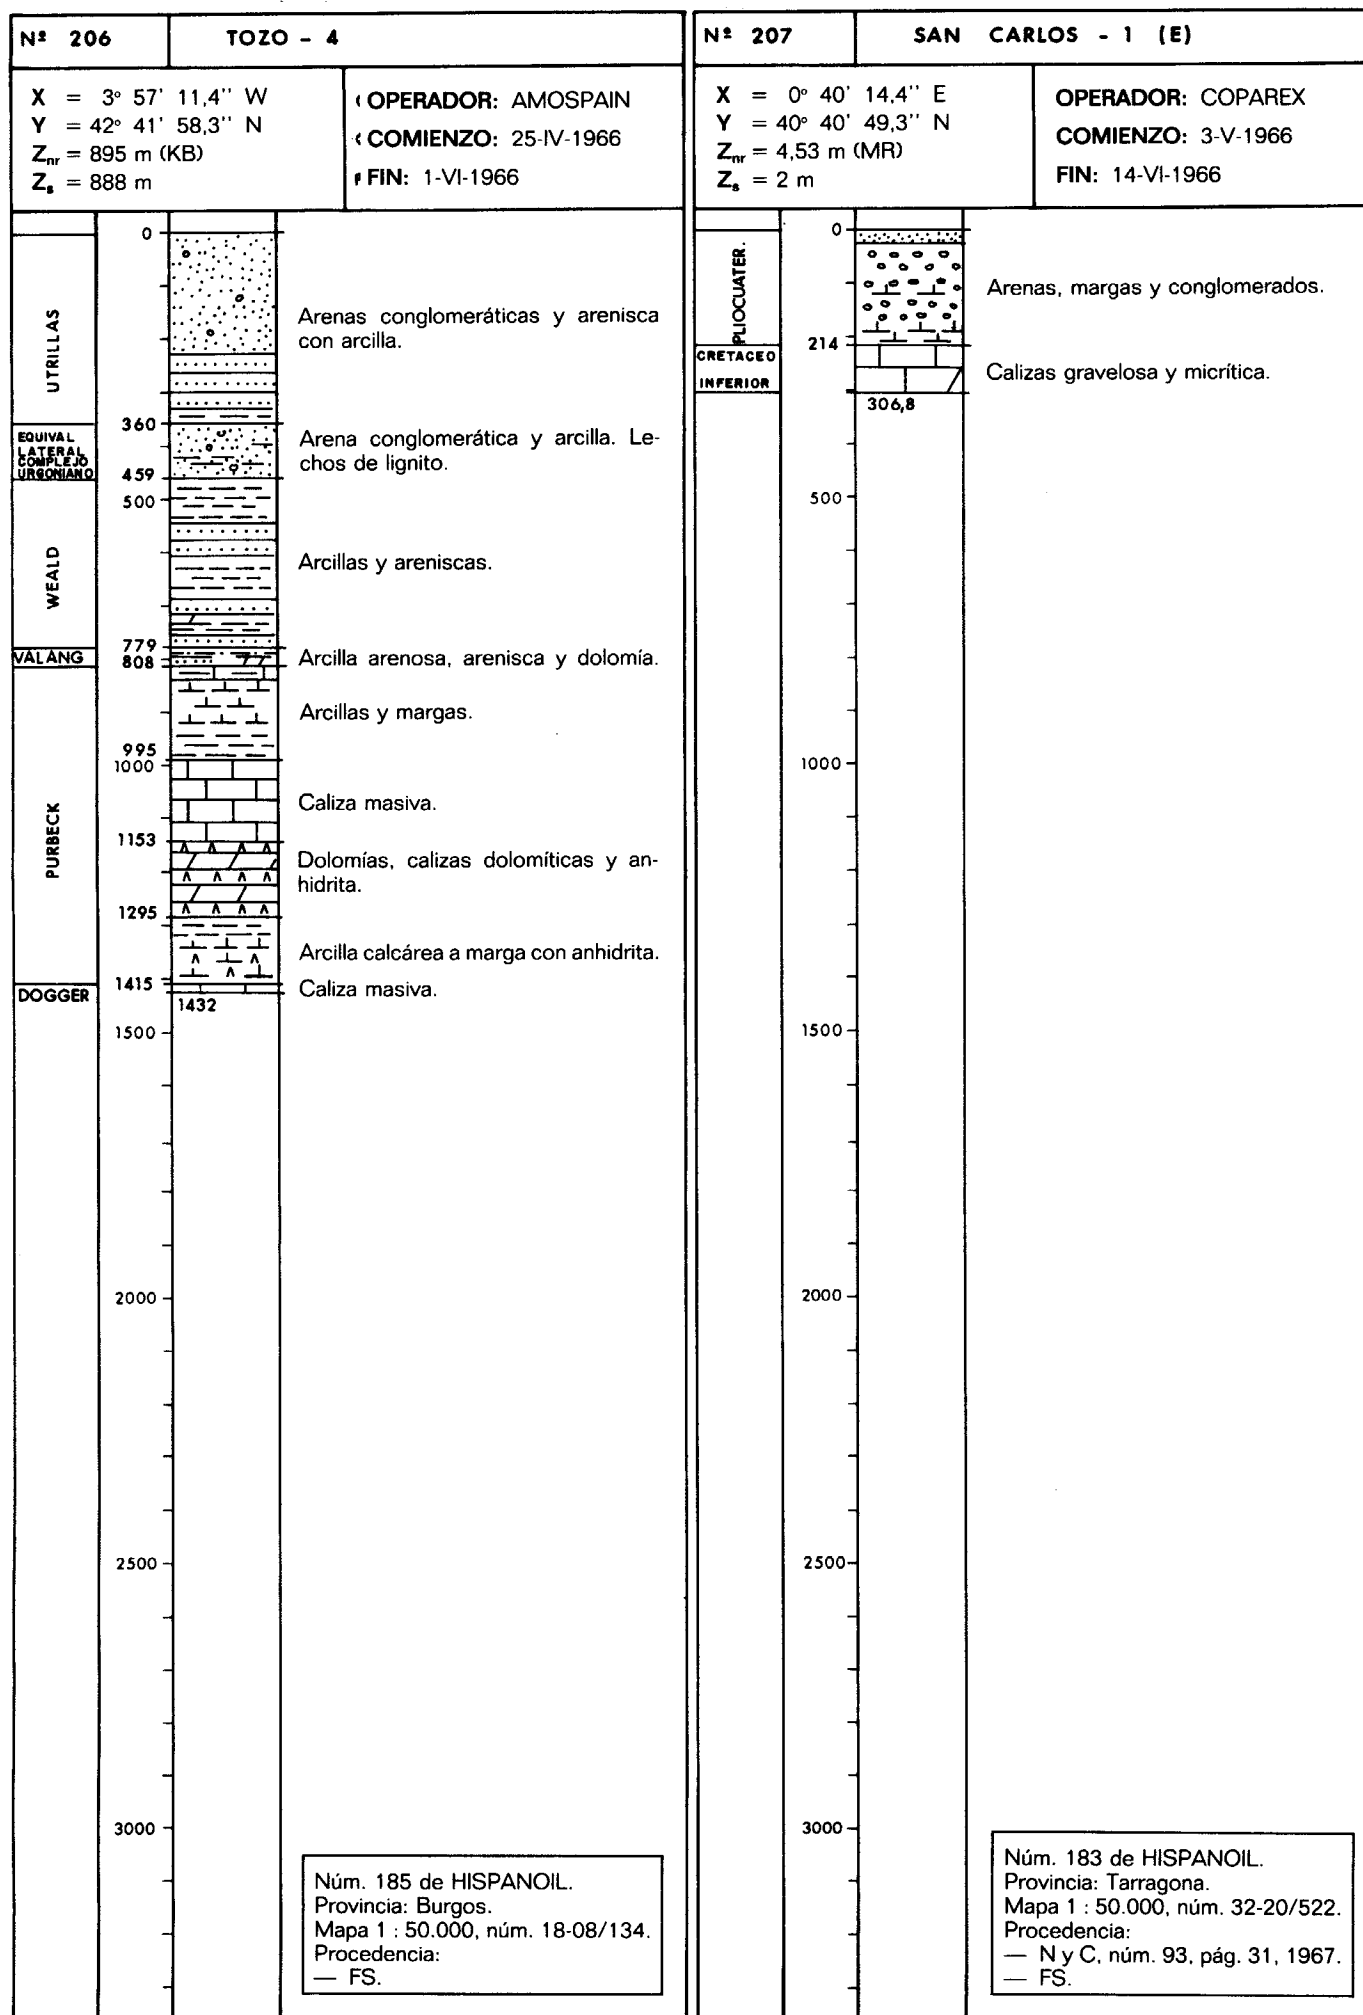 Nº 206
TOZO - 4
X = 3° 57' 11,4'' W
Y = 42° 41' 58,3'' N
Znr = 895 m (KB)
Zs = 888 m
OPERADOR: AMOSPAIN
COMIENZO: 25-IV-1966
FIN: 1-VI-1966
UTRILLAS
EQUIVAL
LATERAL
COMPLEJO
URGONIANO
WEALD
VALANG
PURBECK
DOGGER
0
360
459
500
779
808
995
1000
1153
1295
1415
1432
1500
2000
2500
3000
Arenas conglomeráticas y arenisca
con arcilla.
Arena conglomerática y arcilla. Le-
chos de lignito.
Arcillas y areniscas.
Arcilla arenosa, arenisca y dolomía.
Arcillas y margas.
Caliza masiva.
Dolomías, calizas dolomíticas y an-
hidrita.
Arcilla calcárea a marga con anhidrita.
Caliza masiva.
Núm. 185 de HISPANOIL.
Provincia: Burgos.
Mapa 1 : 50.000, núm. 18-08/134.
Procedencia:
— FS.
Nº 207
SAN CARLOS - 1 (E)
X = 0° 40' 14,4'' E
Y = 40° 40' 49,3'' N
Znr = 4,53 m (MR)
Zs = 2 m
OPERADOR: COPAREX
COMIENZO: 3-V-1966
FIN: 14-VI-1966
PLIOCUATER.
CRETACEO
INFERIOR
0
214
306,8
500
1000
1500
2000
2500
3000
Arenas, margas y conglomerados.
Calizas gravelosa y micrítica.
Núm. 183 de HISPANOIL.
Provincia: Tarragona.
Mapa 1 : 50.000, núm. 32-20/522.
Procedencia:
— N y C, núm. 93, pág. 31, 1967.
— FS.